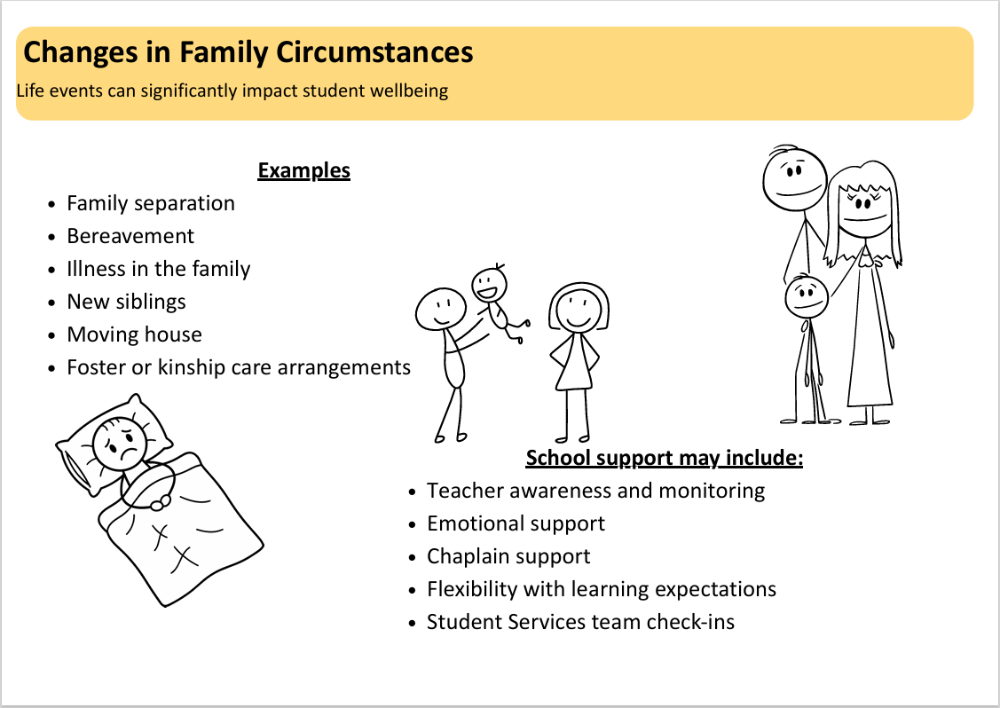 Changes in Family Circumstances
Life events can significantly impact student wellbeing
Examples
• Family separation
• Bereavement
• Illness in the family
• New siblings
• Moving house
• Foster or kinship care arrangements
School support may include:
• Teacher awareness and monitoring
• Emotional support
• Chaplain support
• Flexibility with learning expectations
• Student Services team check-ins